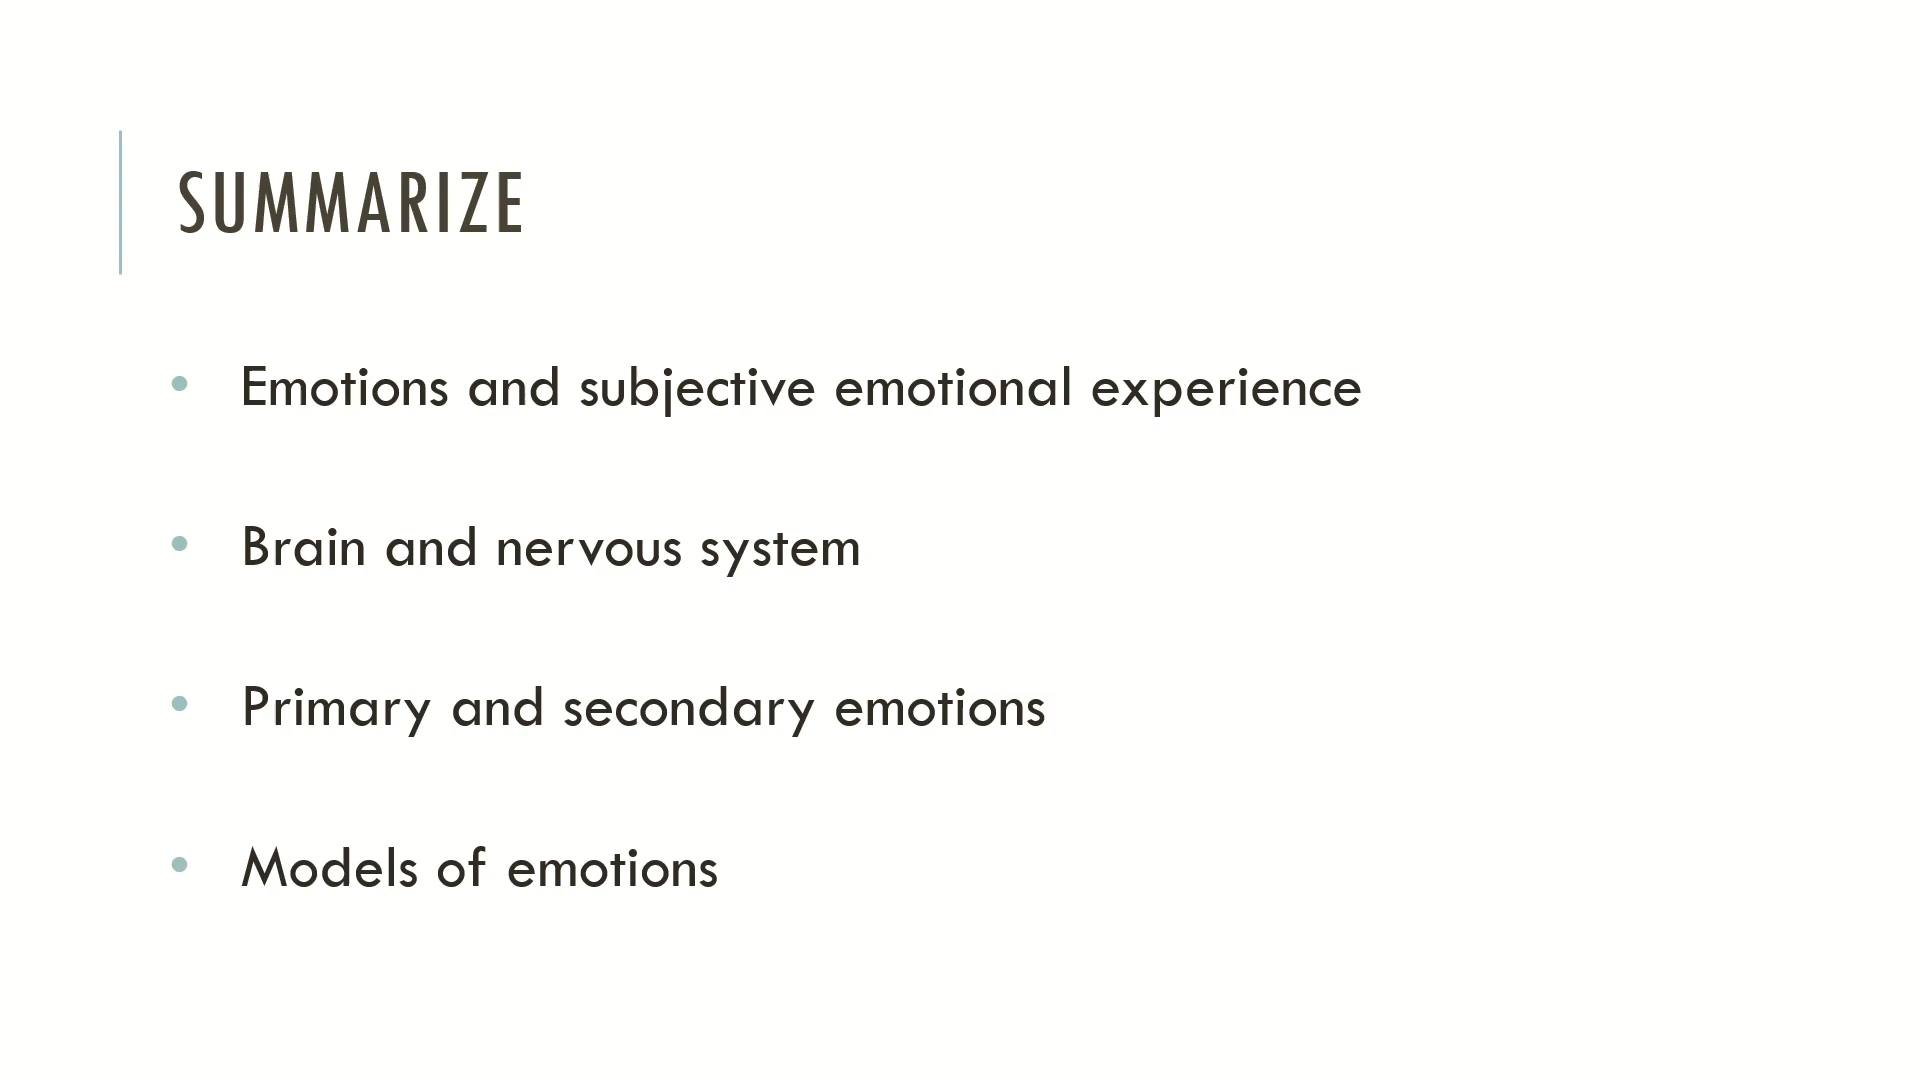 SUMMARIZE
• Emotions and subjective emotional experience
• Brain and nervous system
• Primary and secondary emotions
• Models of emotions